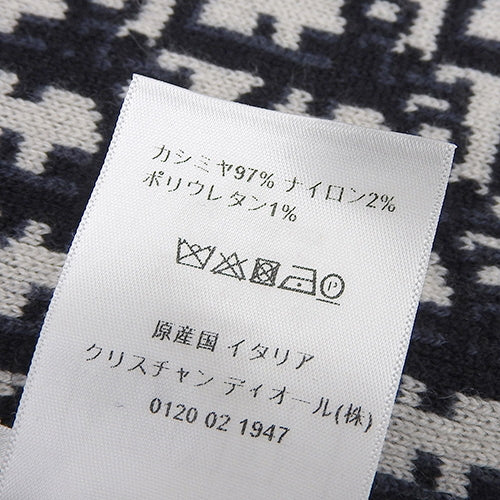 カシミヤ97% ナイロン2%
ポリウレタン1%
P
原産国 イタリア
クリスチャン ディオール(株)
0120 02 1947